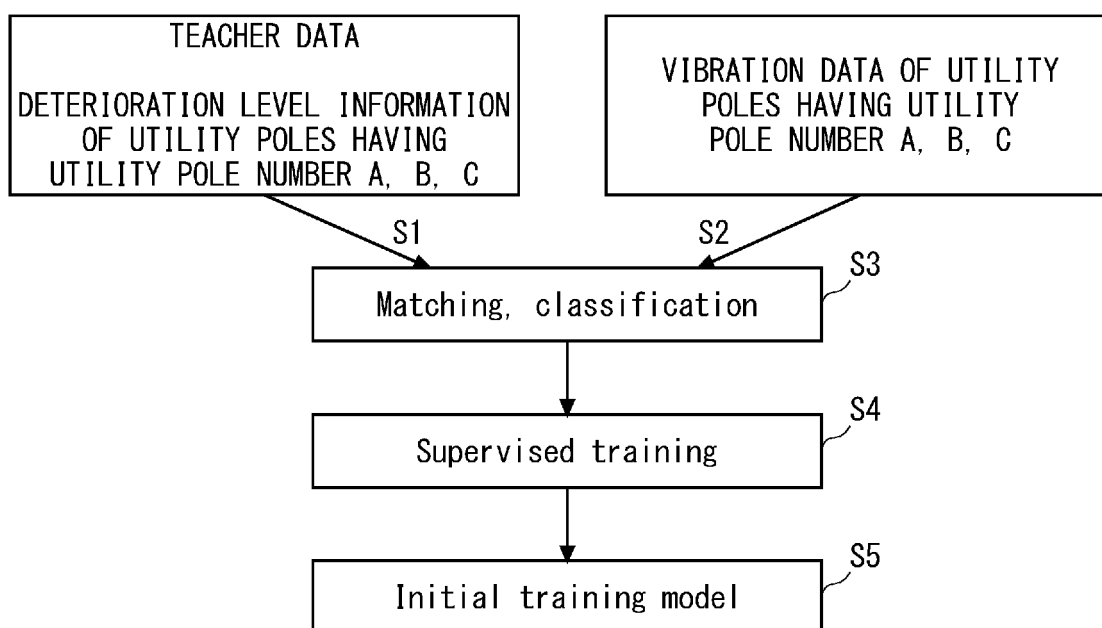 TEACHER DATA
DETERIORATION LEVEL INFORMATION
OF UTILITY POLES HAVING
UTILITY POLE NUMBER A, B, C
VIBRATION DATA OF UTILITY
POLES HAVING UTILITY
POLE NUMBER A, B, C
S1
S2
S3
Matching, classification
S4
Supervised training
S5
Initial training model